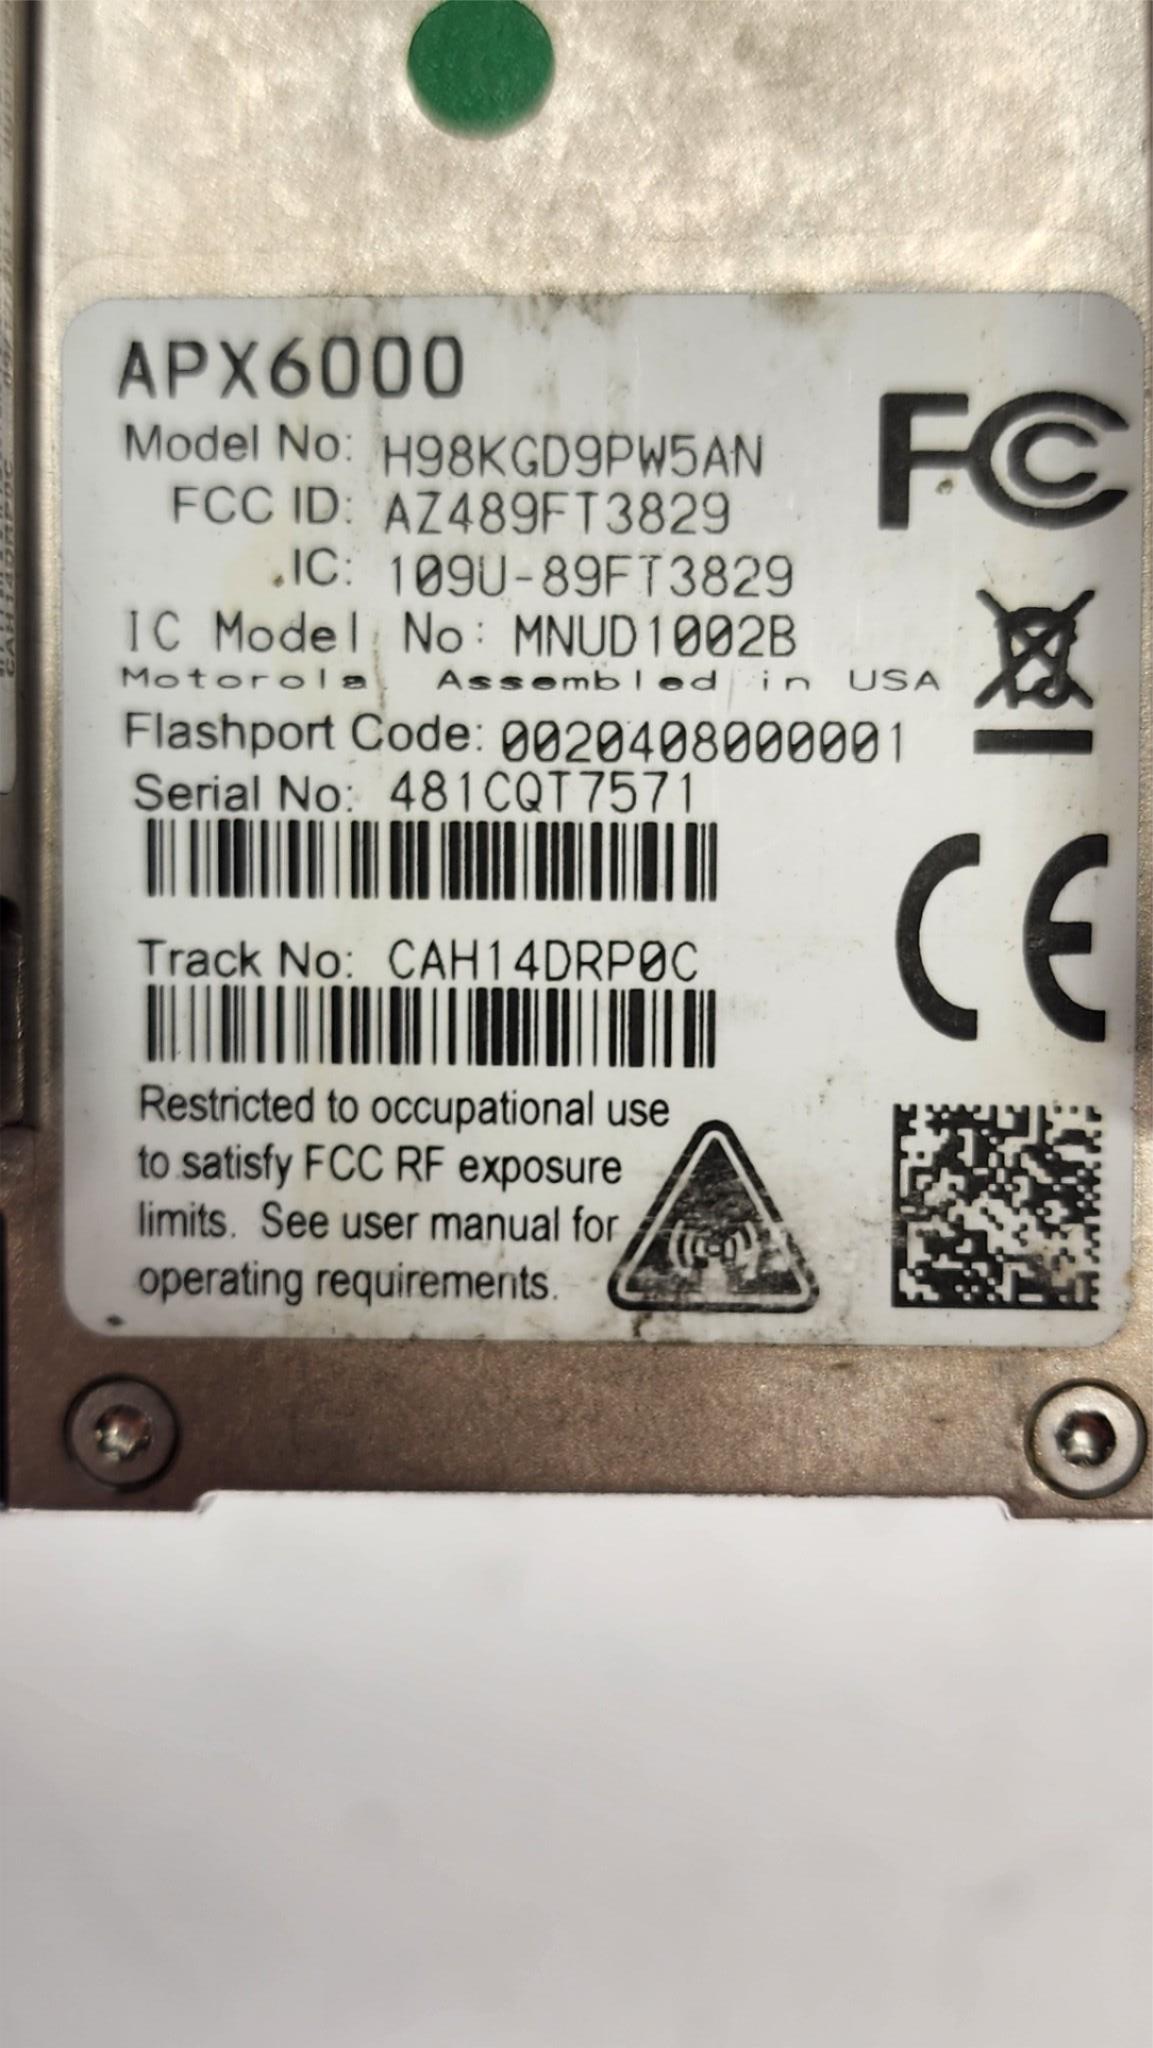 APX6000
Model No: H98KGD9PW5AN
FCC ID: AZ489FT3829
IC: 109U-89FT3829
IC Model No: MNUD1002B
Motorola Assembled in USA
Flashport Code: 0020408000001
Serial No: 481CQT7571
Track No: CAH14DRP0C
Restricted to occupational use
to satisfy FCC RF exposure
limits. See user manual for
operating requirements.
FCC
CE